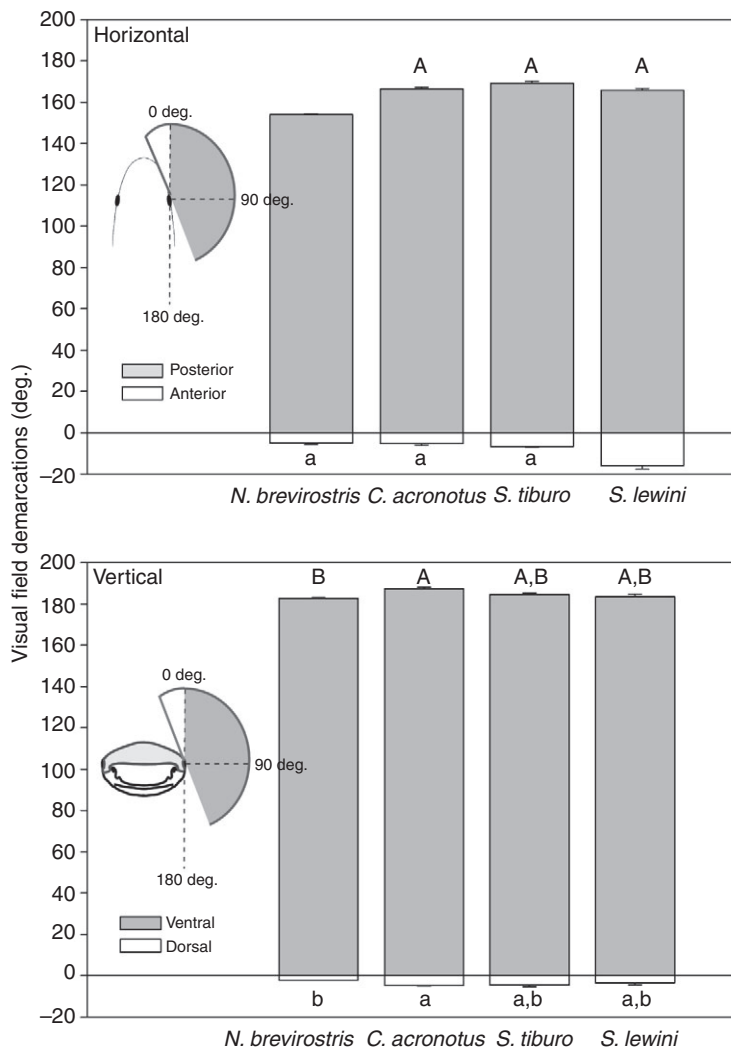 Visual field demarcations (deg.)
Horizontal
200
180
160
140
120
100
80
60
40
20
0
–20
0 deg.
90 deg.
180 deg.
Posterior
Anterior
A A A
a a a
N. brevirostris C. acronotus S. tiburo S. lewini
Vertical
200
180
160
140
120
100
80
60
40
20
0
–20
0 deg.
90 deg.
180 deg.
Ventral
Dorsal
B A A,B A,B
b a a,b a,b
N. brevirostris C. acronotus S. tiburo S. lewini